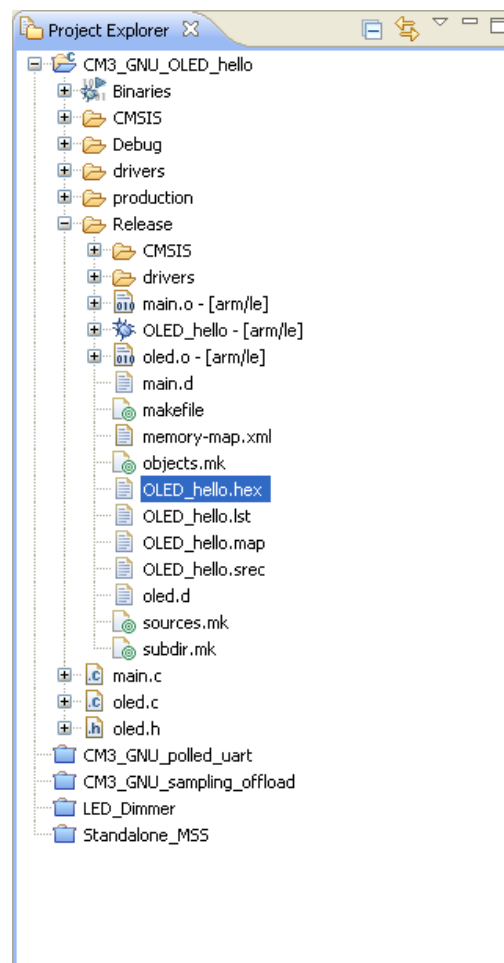 Project Explorer
CM3_GNU_OLED_hello
Binaries
CMSIS
Debug
drivers
production
Release
CMSIS
drivers
main.o - [arm/le]
OLED_hello - [arm/le]
oled.o - [arm/le]
main.d
makefile
memory-map.xml
objects.mk
OLED_hello.hex
OLED_hello.lst
OLED_hello.map
OLED_hello.srec
oled.d
sources.mk
subdir.mk
main.c
oled.c
oled.h
CM3_GNU_polled_uart
CM3_GNU_sampling_offload
LED_Dimmer
Standalone_MSS